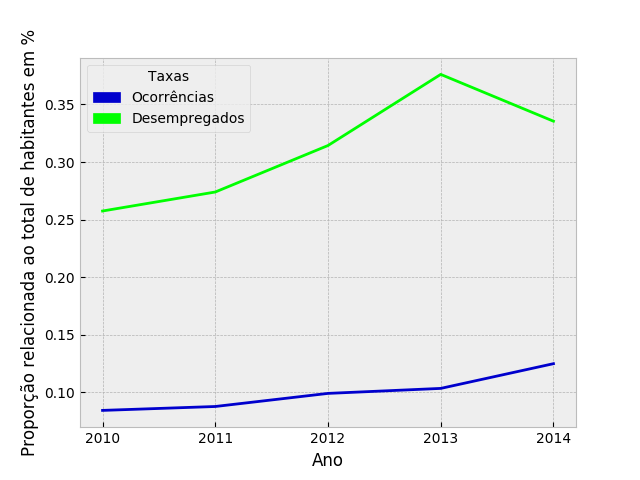 Proporção relacionada ao total de habitantes em %
Taxas
Ocorrências
Desempregados
0.35
0.30
0.25
0.20
0.15
0.10
2010 2011 2012 2013 2014
Ano